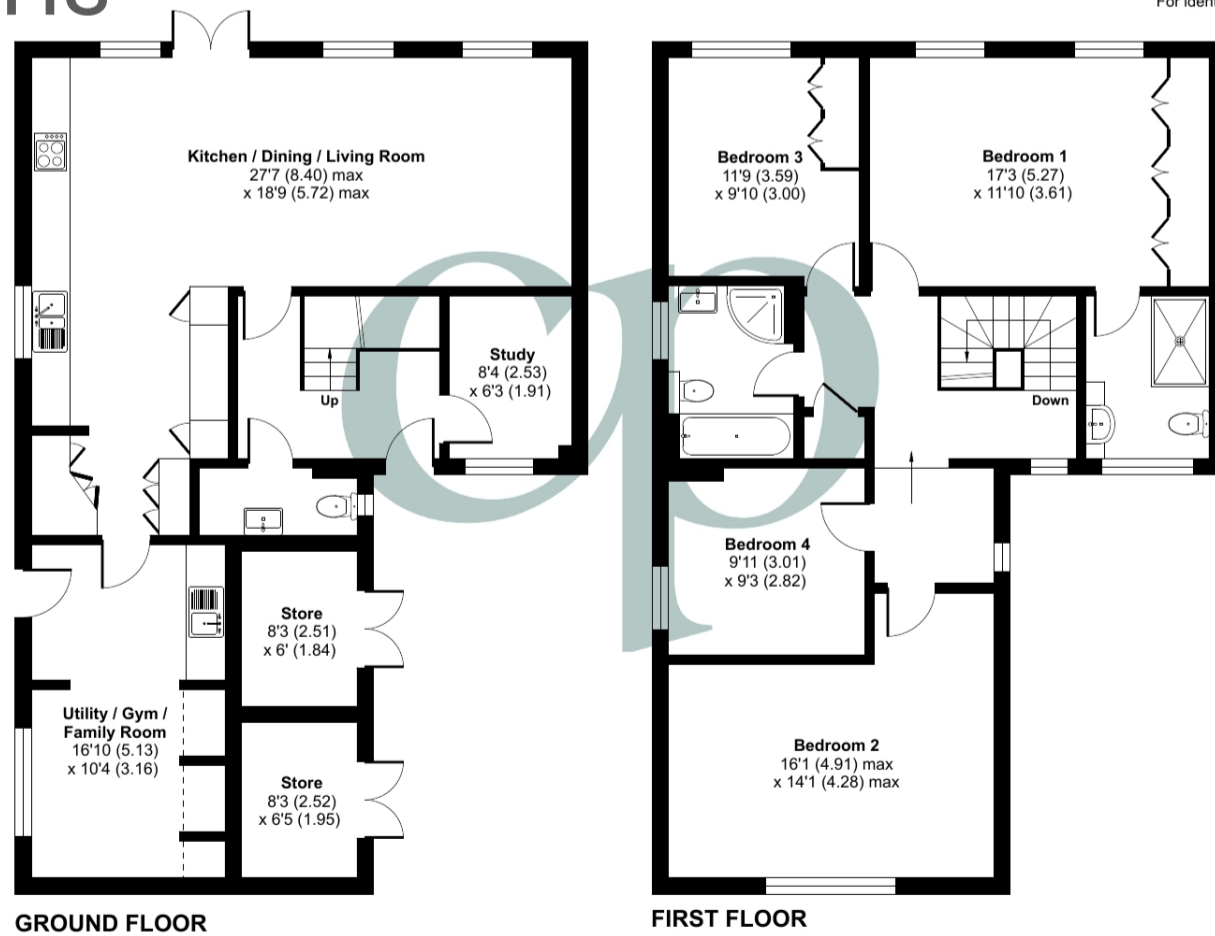 For ident
Kitchen / Dining / Living Room
27'7 (8.40) max
x 18'9 (5.72) max
Study
8'4 (2.53)
x 6'3 (1.91)
Up
Store
8'3 (2.51)
x 6' (1.84)
Utility / Gym /
Family Room
16'10 (5.13)
x 10'4 (3.16)
Store
8'3 (2.52)
x 6'5 (1.95)
GROUND FLOOR
Bedroom 3
11'9 (3.59)
x 9'10 (3.00)
Bedroom 1
17'3 (5.27)
x 11'10 (3.61)
Down
Bedroom 4
9'11 (3.01)
x 9'3 (2.82)
Bedroom 2
16'1 (4.91) max
x 14'1 (4.28) max
FIRST FLOOR
cp